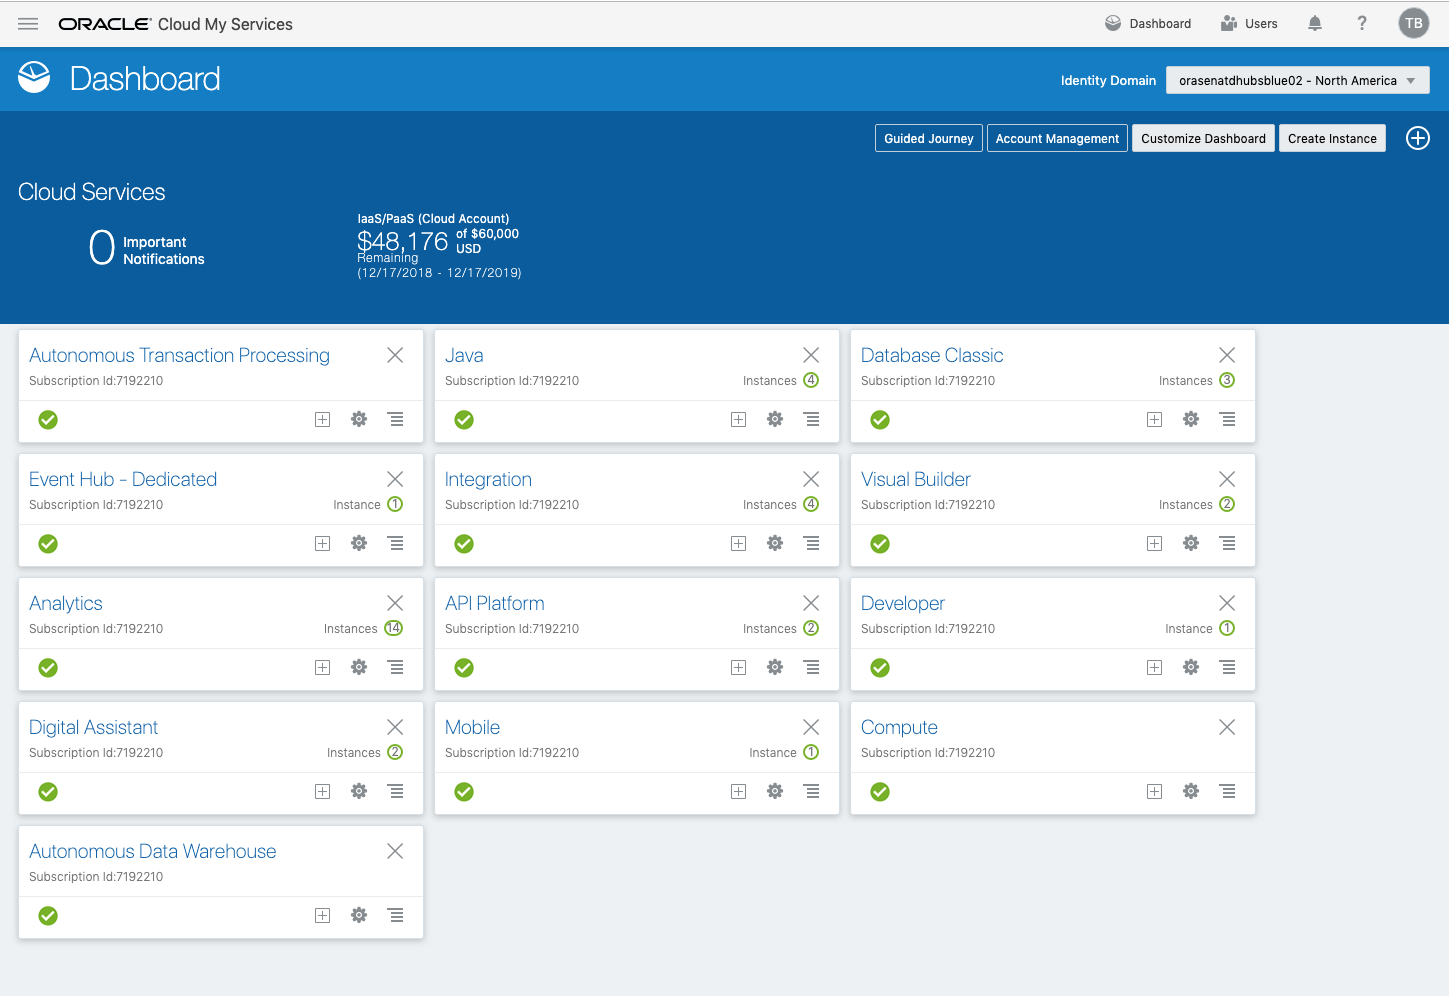 ORACLE Cloud My Services
Dashboard
Users
?
TB
Dashboard
Identity Domain
orasenatdhubsblue02 - North America
Guided Journey
Account Management
Customize Dashboard
Create Instance
Cloud Services
0 Important Notifications
IaaS/PaaS (Cloud Account)
$48,176 of $60,000 USD
Remaining
(12/17/2018 - 12/17/2019)
Autonomous Transaction Processing
Subscription Id:7192210
Java
Subscription Id:7192210
Instances 4
Database Classic
Subscription Id:7192210
Instances 3
Event Hub - Dedicated
Subscription Id:7192210
Instance 1
Integration
Subscription Id:7192210
Instances 4
Visual Builder
Subscription Id:7192210
Instances 2
Analytics
Subscription Id:7192210
Instances 14
API Platform
Subscription Id:7192210
Instances 2
Developer
Subscription Id:7192210
Instance 1
Digital Assistant
Subscription Id:7192210
Instances 2
Mobile
Subscription Id:7192210
Instance 1
Compute
Subscription Id:7192210
Autonomous Data Warehouse
Subscription Id:7192210